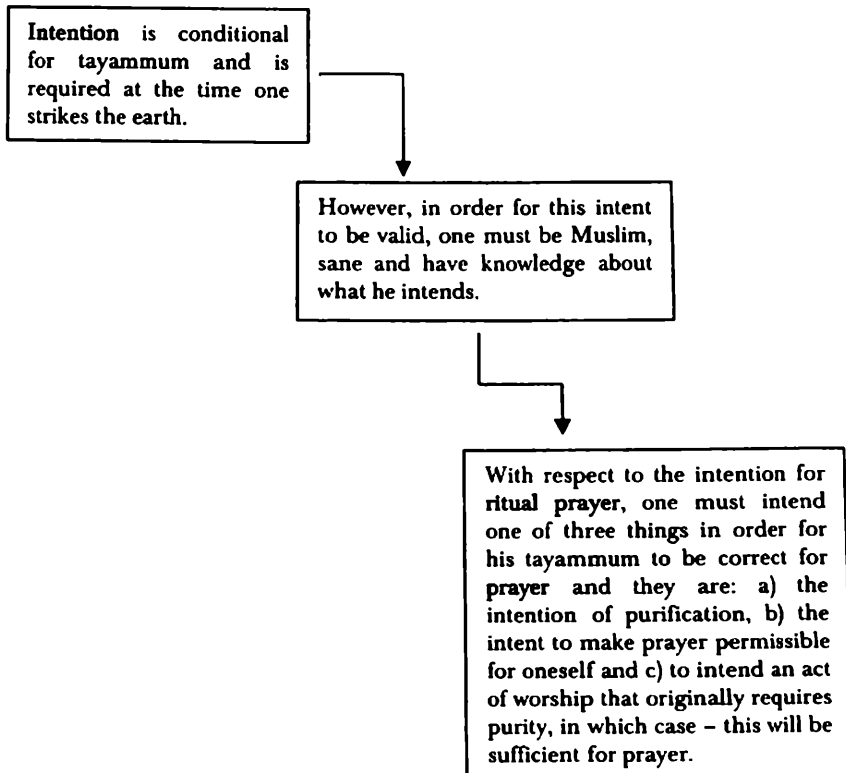 Intention is conditional
for tayammum and is
required at the time one
strikes the earth.
However, in order for this intent
to be valid, one must be Muslim,
sane and have knowledge about
what he intends.
With respect to the intention for
ritual prayer, one must intend
one of three things in order for
his tayammum to be correct for
prayer and they are: a) the
intention of purification, b) the
intent to make prayer permissible
for oneself and c) to intend an act
of worship that originally requires
purity, in which case – this will be
sufficient for prayer.